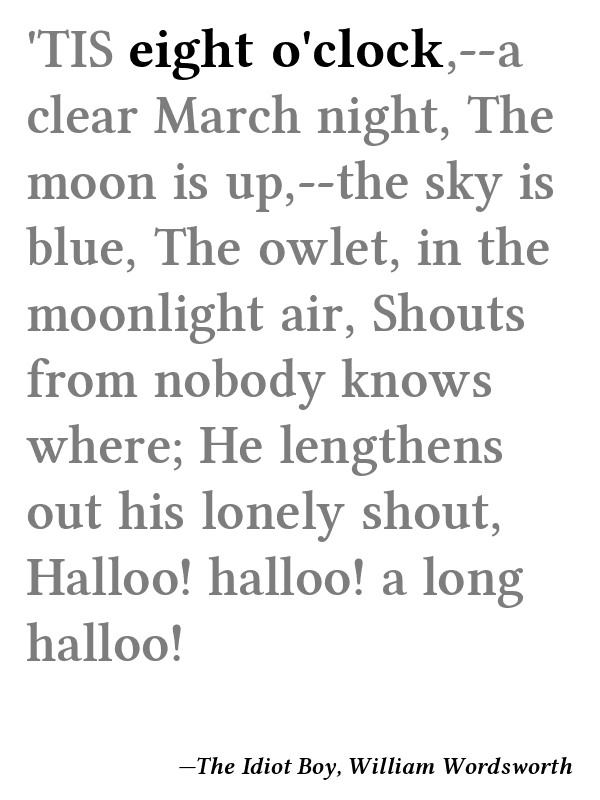 'TIS eight o'clock,--a
clear March night, The
moon is up,--the sky is
blue, The owlet, in the
moonlight air, Shouts
from nobody knows
where; He lengthens
out his lonely shout,
Halloo! halloo! a long
halloo!
—The Idiot Boy, William Wordsworth